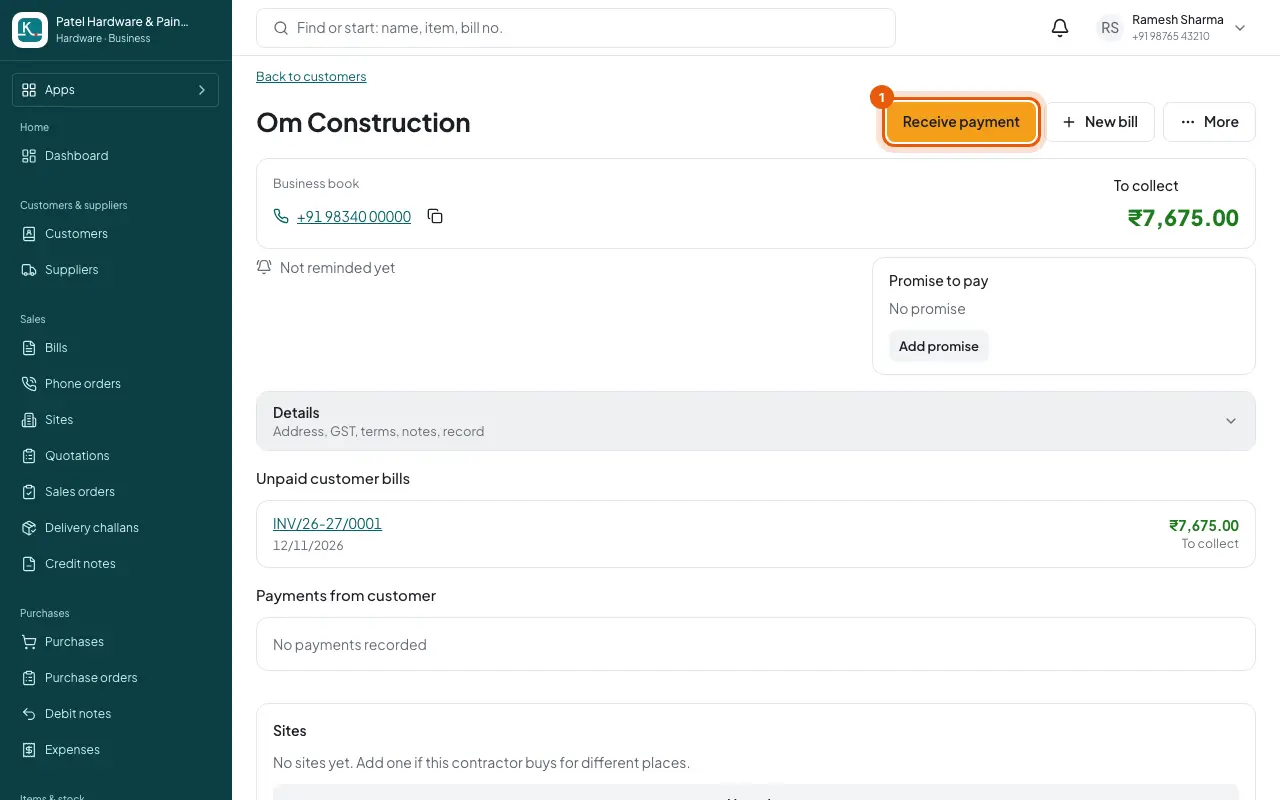 Patel Hardware & Pain...
Hardware · Business
Find or start: name, item, bill no.
RS
Ramesh Sharma
+91 98765 43210
Apps
Home
Dashboard
Customers & suppliers
Customers
Suppliers
Sales
Bills
Phone orders
Sites
Quotations
Sales orders
Delivery challans
Credit notes
Purchases
Purchases
Purchase orders
Debit notes
Expenses
Items & stock
Back to customers
Om Construction
1
Receive payment
+ New bill
... More
Business book
+91 98340 00000
To collect
₹7,675.00
Not reminded yet
Promise to pay
No promise
Add promise
Details
Address, GST, terms, notes, record
Unpaid customer bills
INV/26-27/0001
12/11/2026
₹7,675.00
To collect
Payments from customer
No payments recorded
Sites
No sites yet. Add one if this contractor buys for different places.